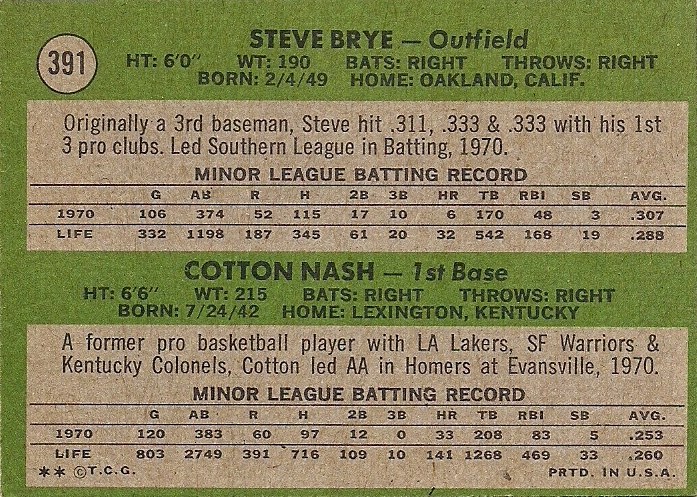 391
STEVE BRYE — Outfield
HT: 6'0" WT: 190 BATS: RIGHT THROWS: RIGHT
BORN: 2/4/49 HOME: OAKLAND, CALIF.
Originally a 3rd baseman, Steve hit .311, .333 & .333 with his 1st
3 pro clubs. Led Southern League in Batting, 1970.
MINOR LEAGUE BATTING RECORD
G AB R H 2B 3B HR TB RBI SB AVG.
1970 106 374 52 115 17 10 6 170 48 3 .307
LIFE 332 1198 187 345 61 20 32 542 168 19 .288
COTTON NASH — 1st Base
HT: 6'6" WT: 215 BATS: RIGHT THROWS: RIGHT
BORN: 7/24/42 HOME: LEXINGTON, KENTUCKY
A former pro basketball player with LA Lakers, SF Warriors &
Kentucky Colonels, Cotton led AA in Homers at Evansville, 1970.
MINOR LEAGUE BATTING RECORD
G AB R H 2B 3B HR TB RBI SB AVG.
1970 120 383 60 97 12 0 33 208 83 5 .253
LIFE 803 2749 391 716 109 10 141 1268 469 33 .260
** ©T.C.G. PRTD. IN U.S.A.